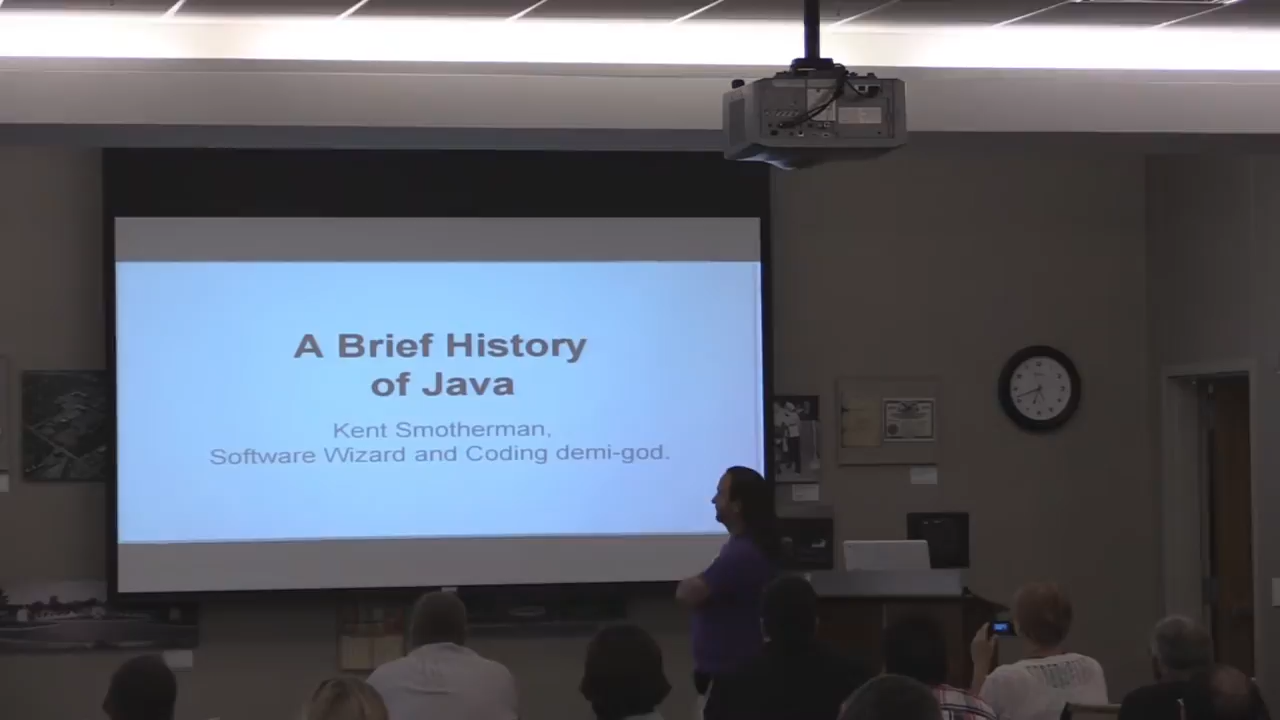 A Brief History
of Java
Kent Smotherman,
Software Wizard and Coding demi-god.